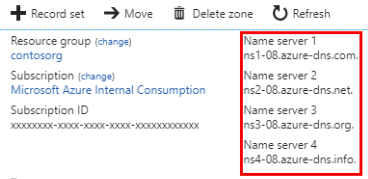 Record set Move Delete zone Refresh
Resource group (change)
contosorg
Subscription (change)
Microsoft Azure Internal Consumption
Subscription ID
xxxxxxxx-xxxx-xxxx-xxxx-xxxxxxxxxxxx
Name server 1
ns1-08.azure-dns.com.
Name server 2
ns2-08.azure-dns.net.
Name server 3
ns3-08.azure-dns.org.
Name server 4
ns4-08.azure-dns.info.